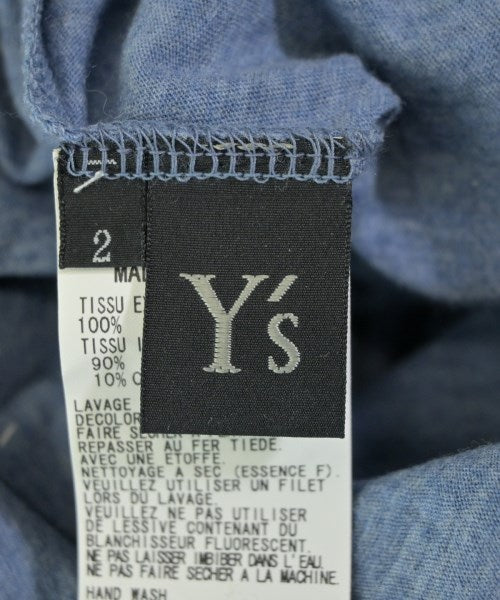 2
Y's
TISSU
100%
TISSU
90%
10%
LAVAGE
DECOLOR
FAIRE
REPASSER AU FER TIEDE.
AVEC UNE ETOFFE.
NETTOYAGE A SEC (ESSENCE F).
VEUILLEZ UTILISER UN FILET
LORS DU LAVAGE.
VEUILLEZ NE PAS UTILISER
DE LESSIVE CONTENANT DU
BLANCHISSEUR FLUORESCENT.
NE PAS LAISSER IMBIBER DANS L'EAU.
NE PAS FAIRE SECHER A LA MACHINE.
HAND WASH